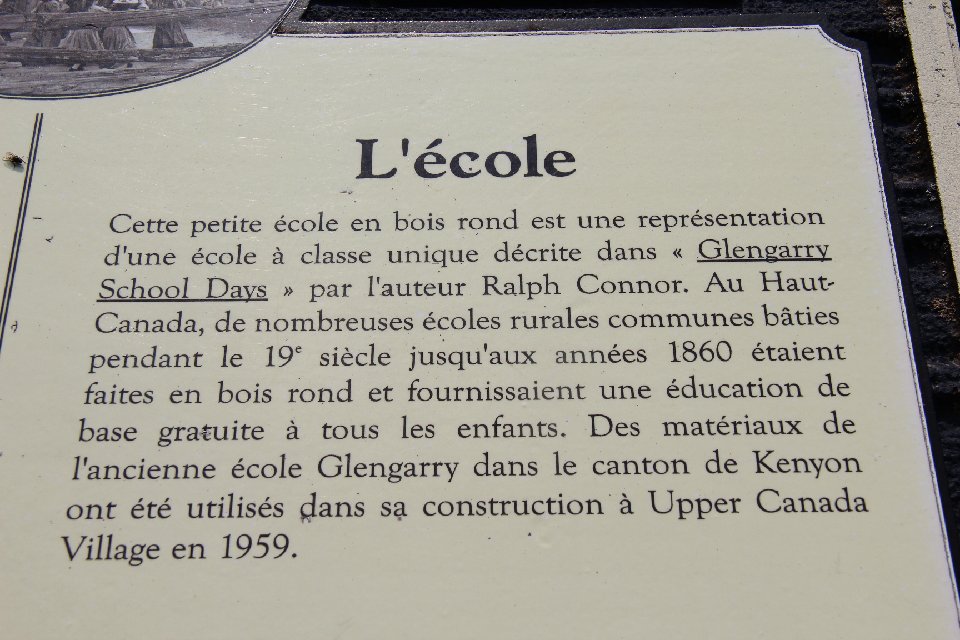 L'école
Cette petite école en bois rond est une représentation
d'une école à classe unique décrite dans « Glengarry
School Days » par l'auteur Ralph Connor. Au Haut-
Canada, de nombreuses écoles rurales communes bâties
pendant le 19e siècle jusqu'aux années 1860 étaient
faites en bois rond et fournissaient une éducation de
base gratuite à tous les enfants. Des matériaux de
l'ancienne école Glengarry dans le canton de Kenyon
ont été utilisés dans sa construction à Upper Canada
Village en 1959.